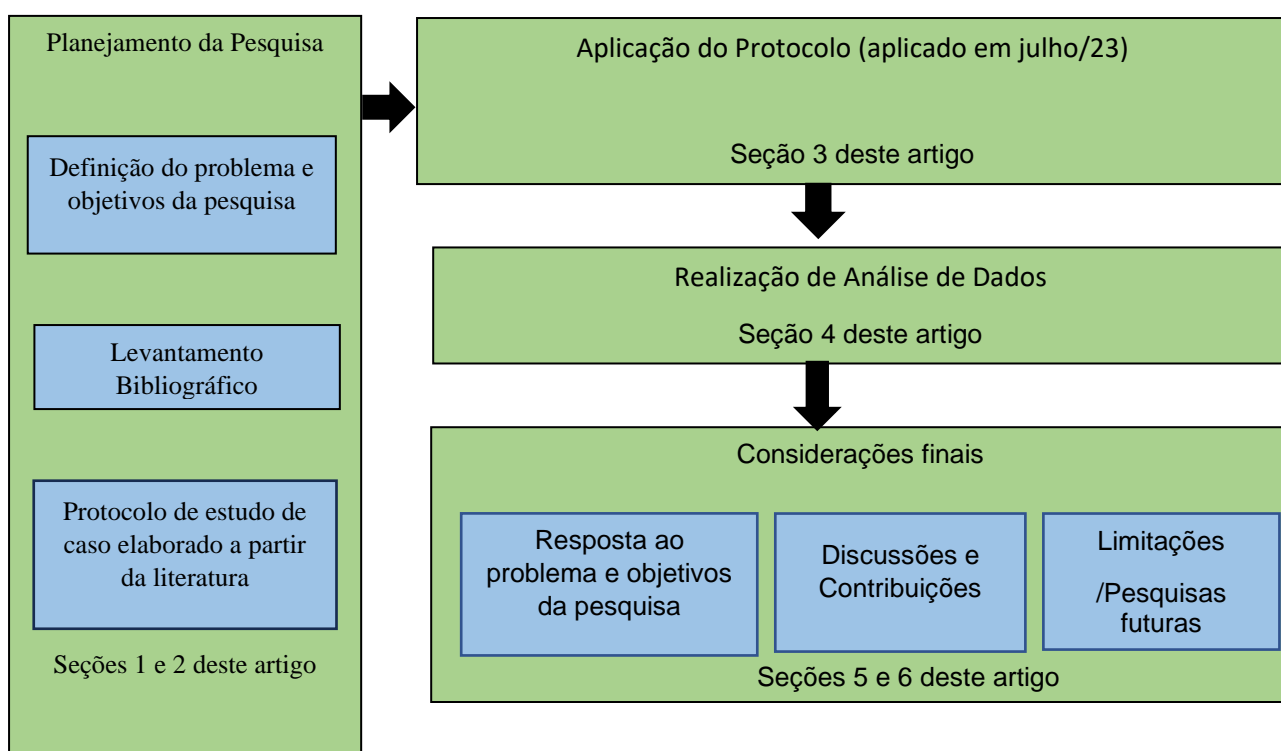 Planejamento da Pesquisa
Definição do problema e
objetivos da pesquisa
Levantamento
Bibliográfico
Protocolo de estudo de
caso elaborado a partir
da literatura
Seções 1 e 2 deste artigo
Aplicação do Protocolo (aplicado em julho/23)
Seção 3 deste artigo
Realização de Análise de Dados
Seção 4 deste artigo
Considerações finais
Resposta ao
problema e objetivos
da pesquisa
Discussões e
Contribuições
Limitações
/Pesquisas
futuras
Seções 5 e 6 deste artigo